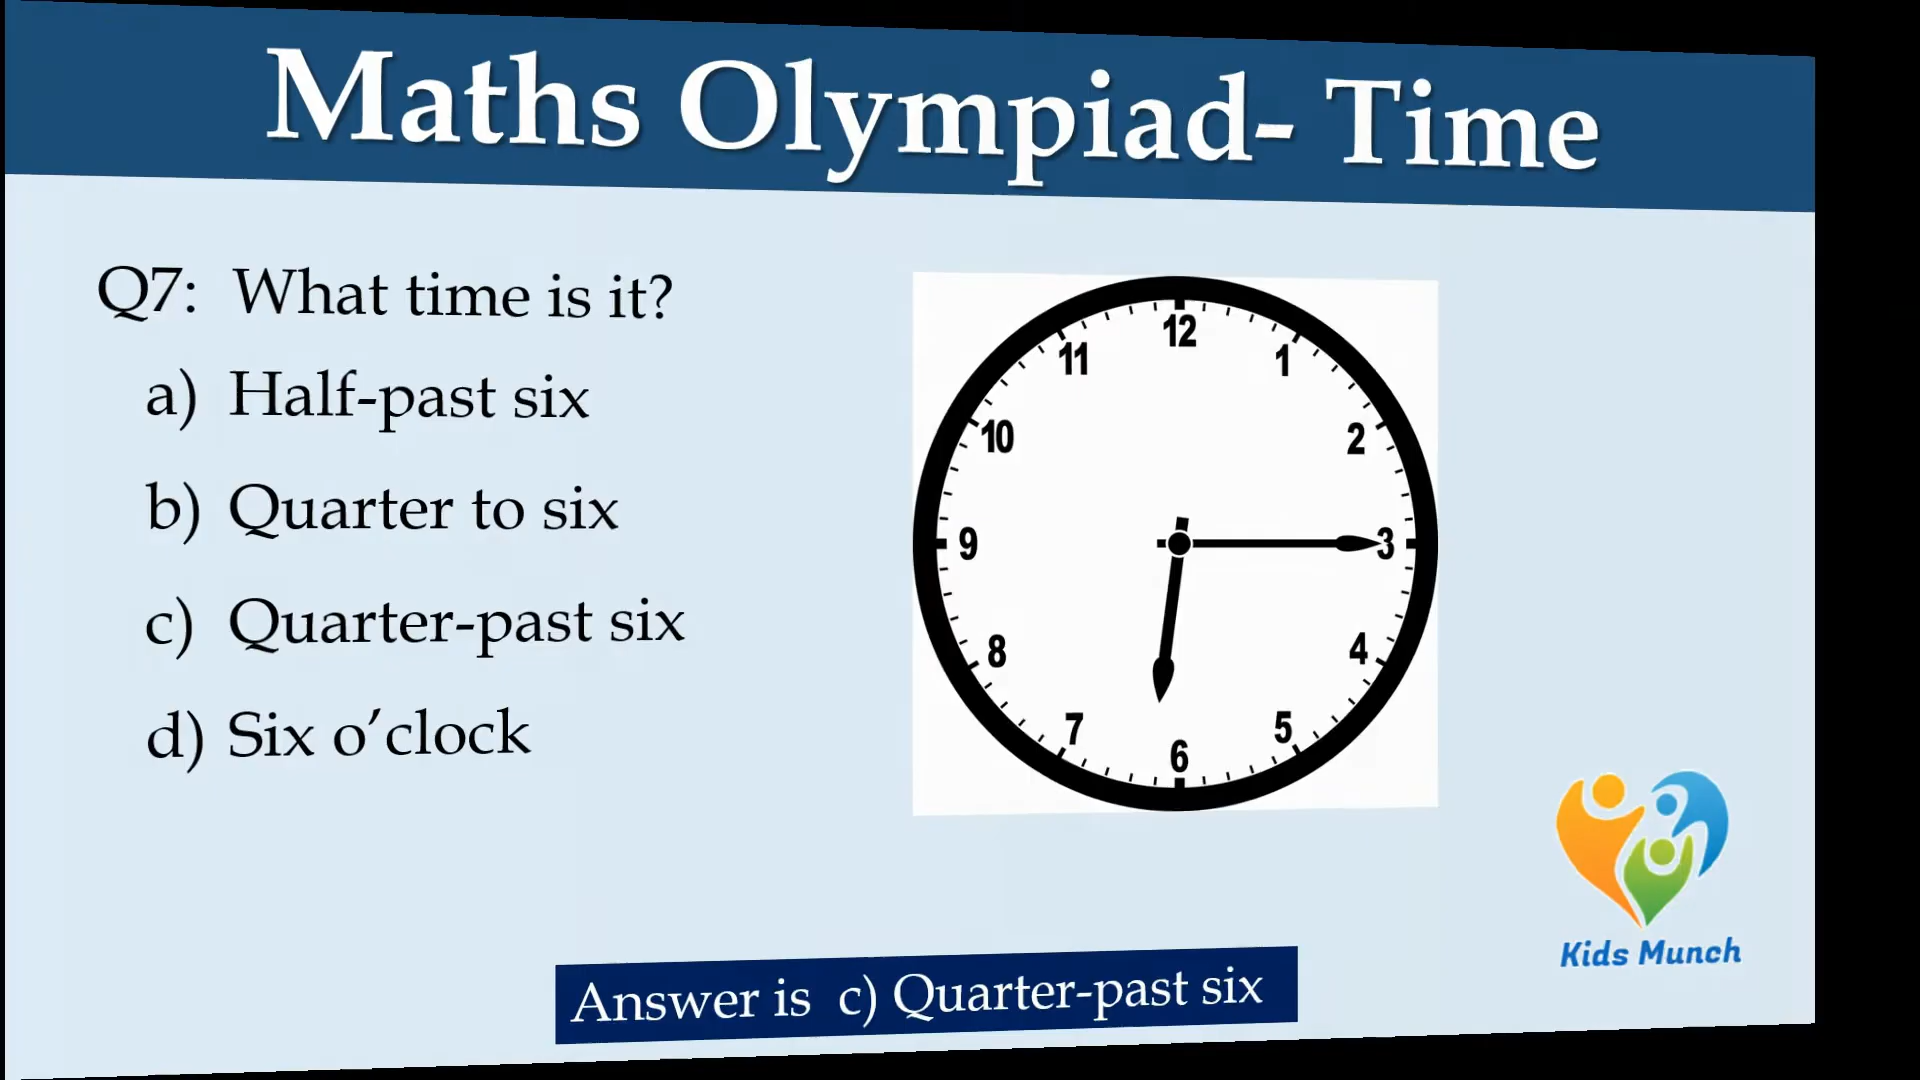 Maths Olympiad- Time
Q7: What time is it?
a) Half-past six
b) Quarter to six
c) Quarter-past six
d) Six o’clock
12
1
2
3
4
5
6
7
8
9
10
11
Kids Munch
Answer is c) Quarter-past six